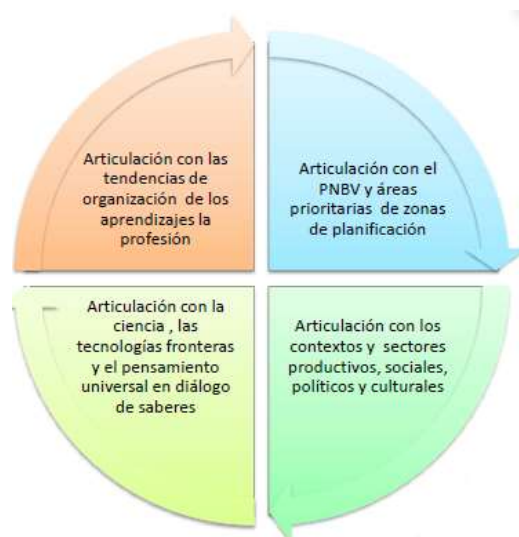 Articulación con las
tendencias de
organización de los
aprendizajes la
profesión
Articulación con el
PNBV y áreas
prioritarias de zonas
de planificación
Articulación con la
ciencia , las
tecnologías fronteras
y el pensamiento
universal en diálogo
de saberes
Articulación con los
contextos y sectores
productivos, sociales,
políticos y culturales